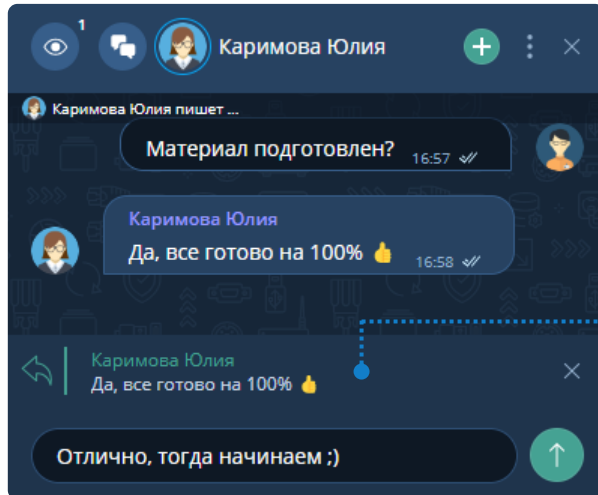 1
Каримова Юлия
Каримова Юлия пишет ...
Материал подготовлен?
16:57
Каримова Юлия
Да, все готово на 100% 👍
16:58
Каримова Юлия
Да, все готово на 100% 👍
Отлично, тогда начинаем ;)